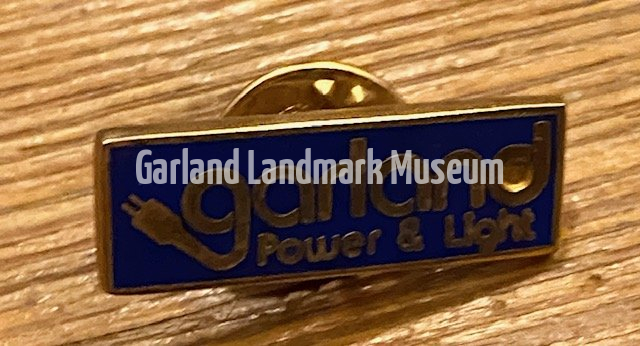 Garland Landmark Museum
garland
Power & Light